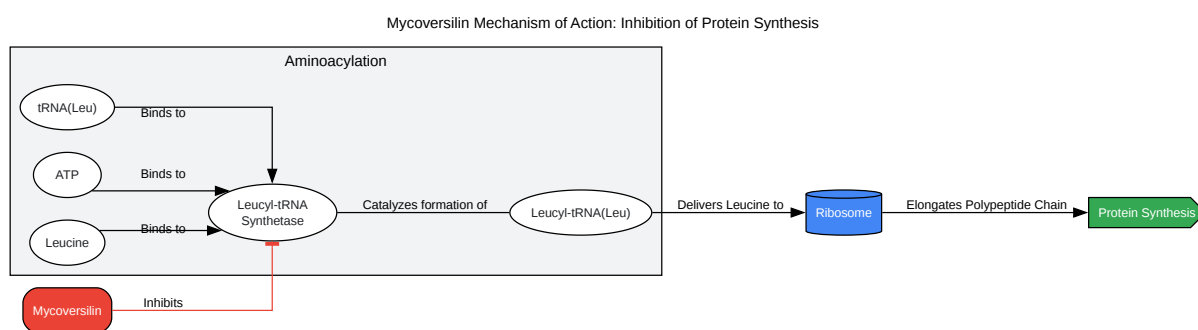 Mycoversilin Mechanism of Action: Inhibition of Protein Synthesis
Aminoacylation
tRNA(Leu)
Binds to
ATP
Binds to
Leucyl-tRNA
Synthetase
Catalyzes formation of
Leucyl-tRNA(Leu)
Delivers Leucine to
Ribosome
Elongates Polypeptide Chain
Protein Synthesis
Leucine
Binds to
Mycoversilin
Inhibits